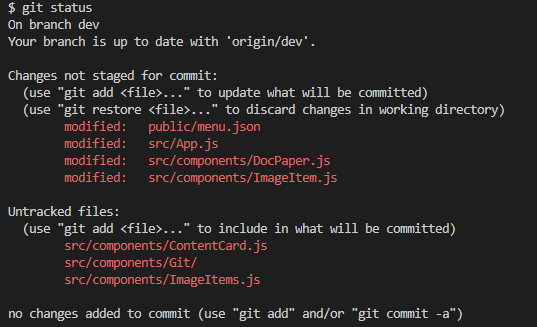 $ git status
On branch dev
Your branch is up to date with 'origin/dev'.
Changes not staged for commit:
(use "git add <file>..." to update what will be committed)
(use "git restore <file>..." to discard changes in working directory)
modified: public/menu.json
modified: src/App.js
modified: src/components/DocPaper.js
modified: src/components/ImageItem.js
Untracked files:
(use "git add <file>..." to include in what will be committed)
src/components/ContentCard.js
src/components/Git/
src/components/ImageItems.js
no changes added to commit (use "git add" and/or "git commit -a")